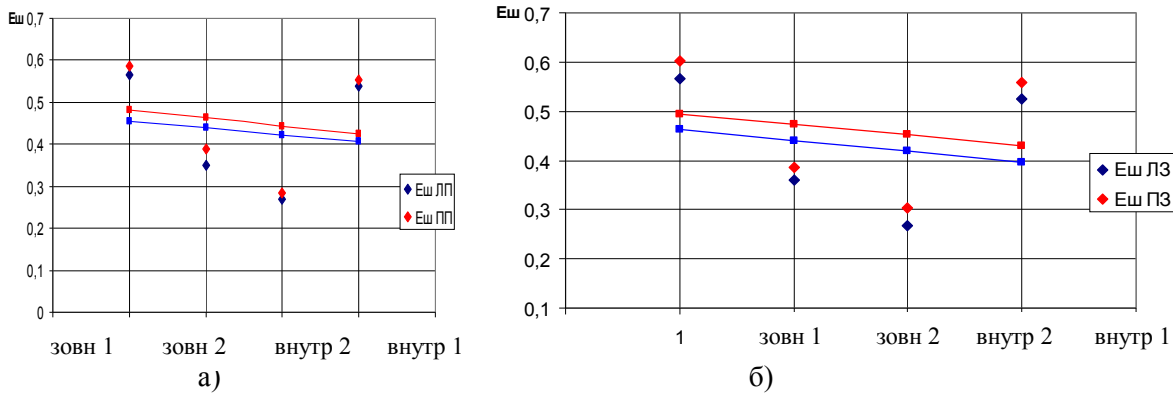 Еш 0,7
0,6
0,5
0,4
0,3
0,2
0,1
0
Еш ЛП
Еш ПП
зовн 1 зовн 2 внутр 2 внутр 1
а)
Еш 0,7
0,6
0,5
0,4
0,3
0,2
0,1
Еш ЛЗ
Еш ПЗ
1 зовн 1 зовн 2 внутр 2 внутр 1
б)